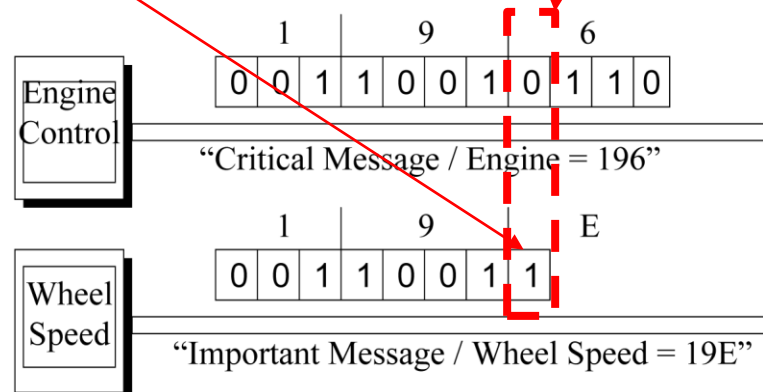 1 9 6
0 0 1 1 0 0 1 0 1 1 0
Engine
Control
“Critical Message / Engine = 196”
1 9 E
0 0 1 1 0 0 1 1
Wheel
Speed
“Important Message / Wheel Speed = 19E”